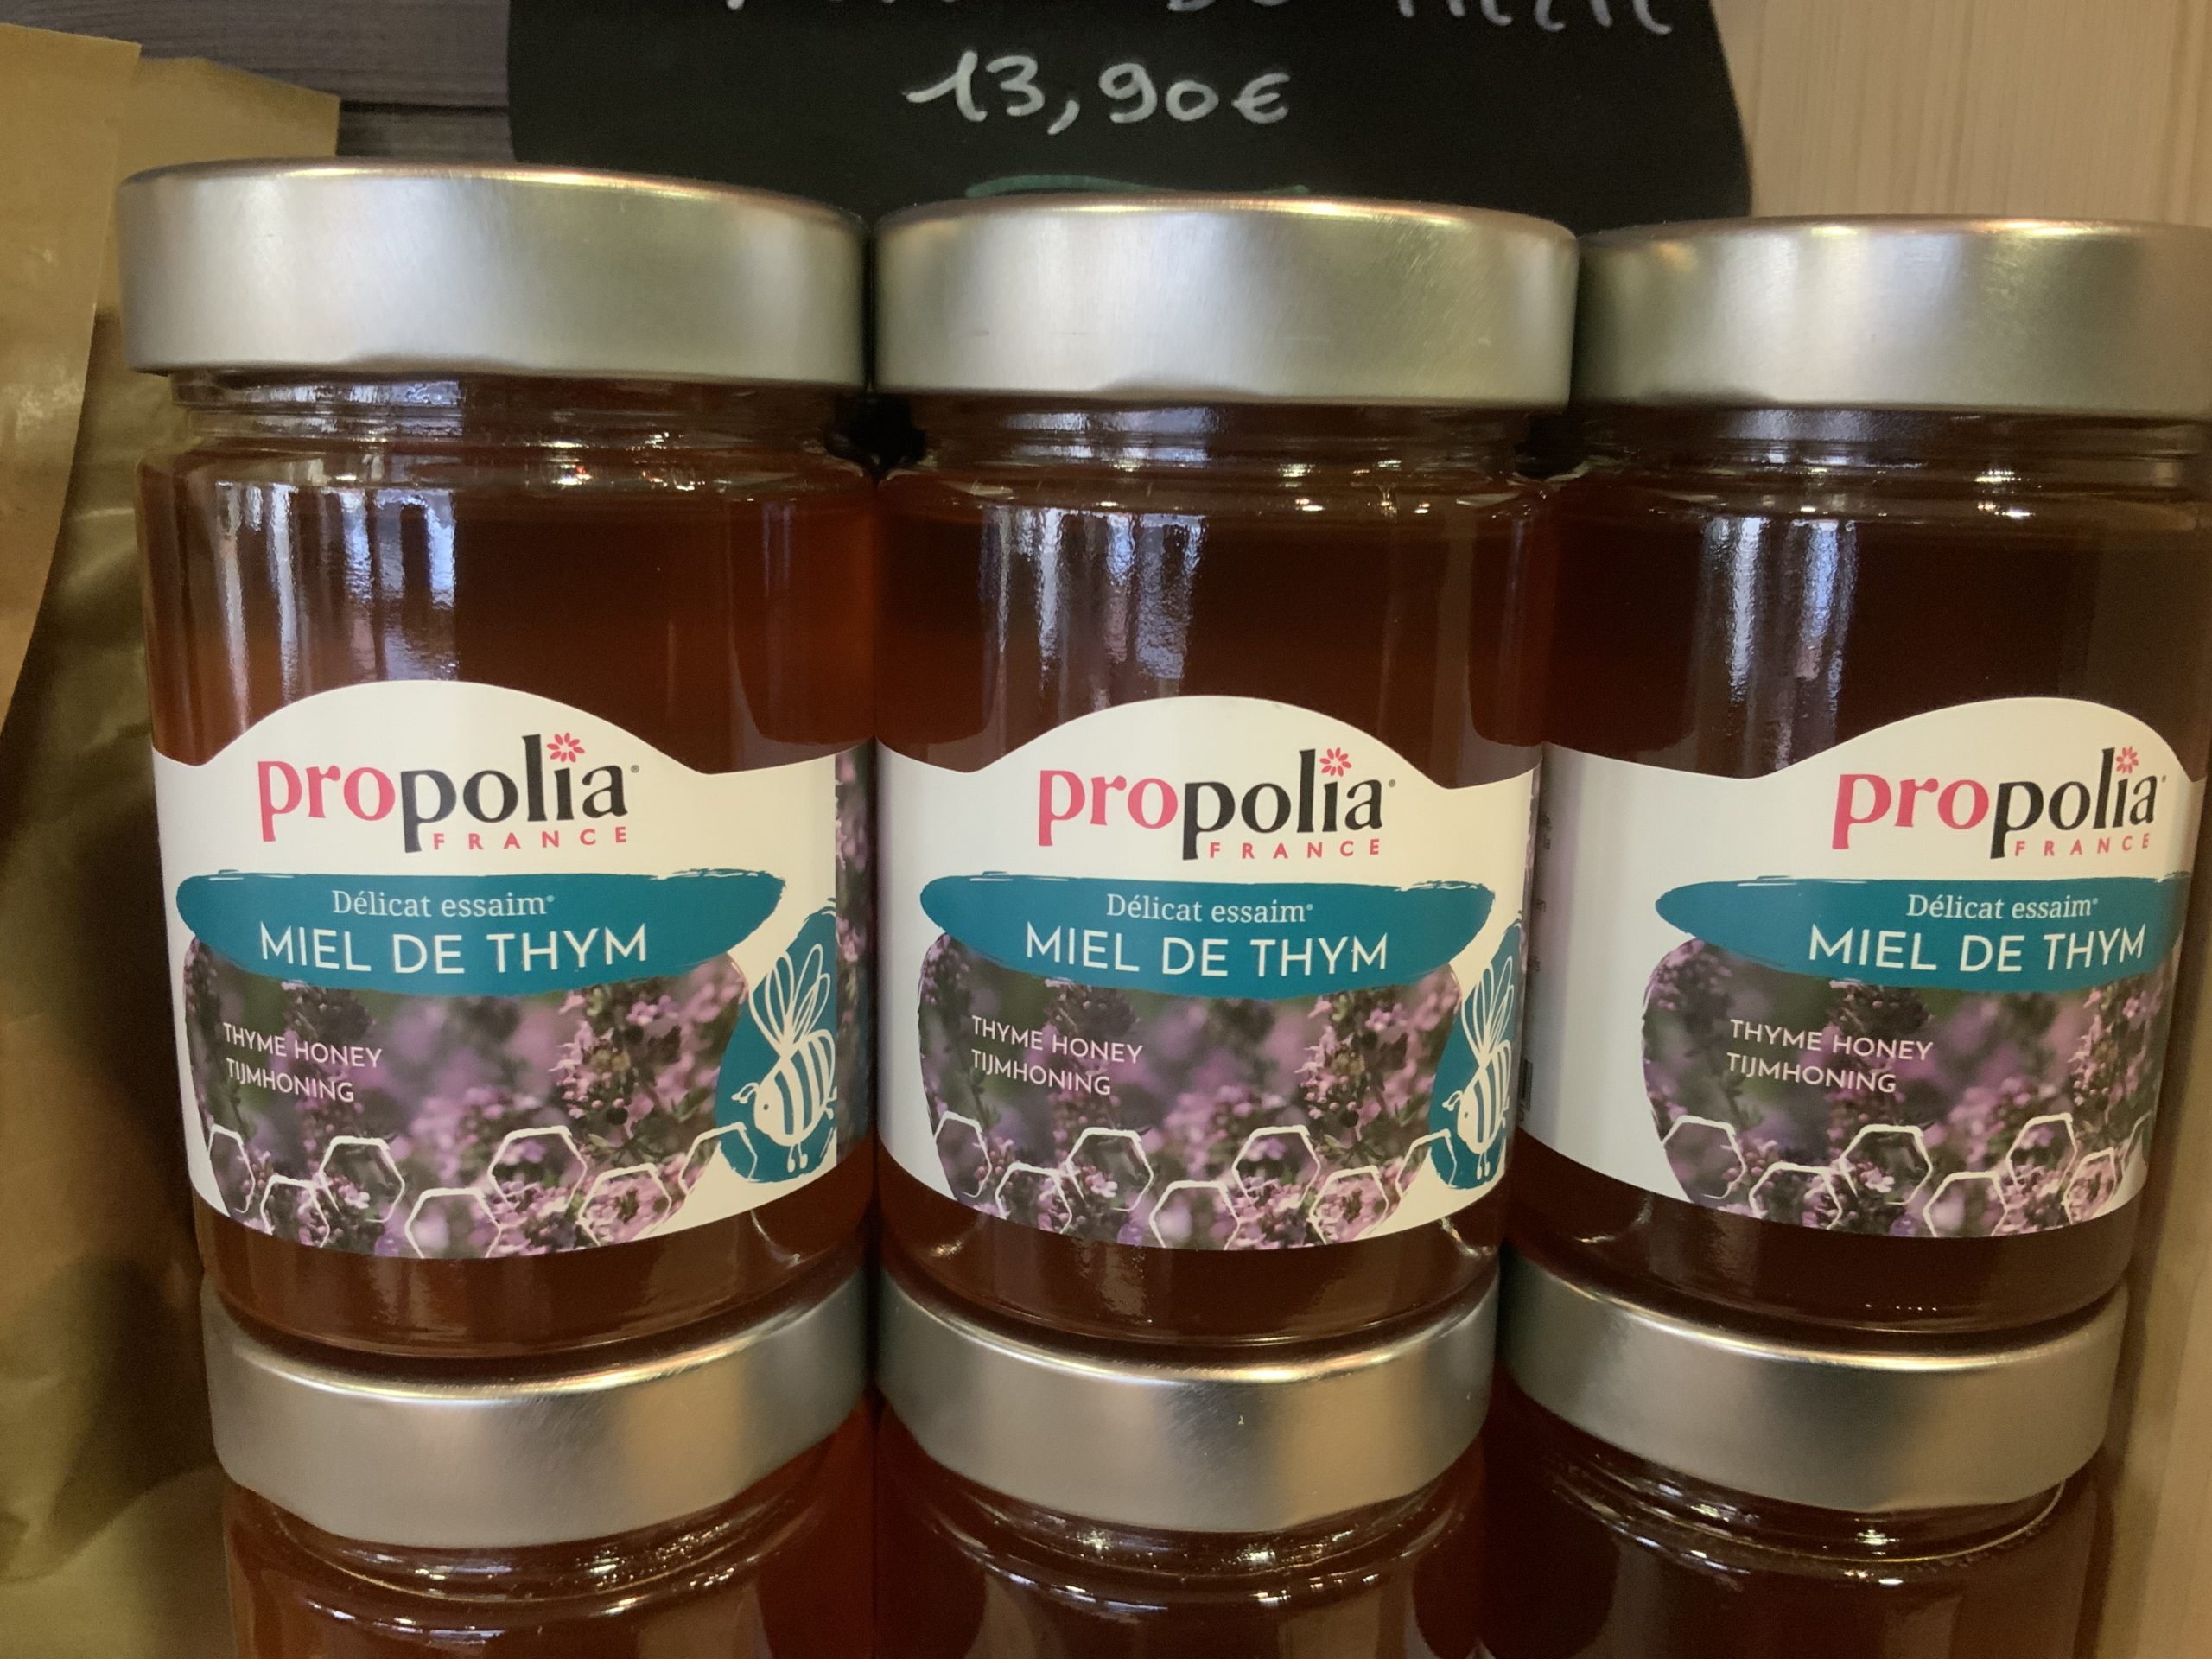 13,90€
propolia
FRANCE
Délicat essaim
MIEL DE THYM
THYME HONEY
TIJMHONING
propolia
FRANCE
Délicat essaim
MIEL DE THYM
THYME HONEY
TIJMHONING
propolia
FRANCE
Délicat essaim
MIEL DE THYM
THYME HONEY
TIJMHONING